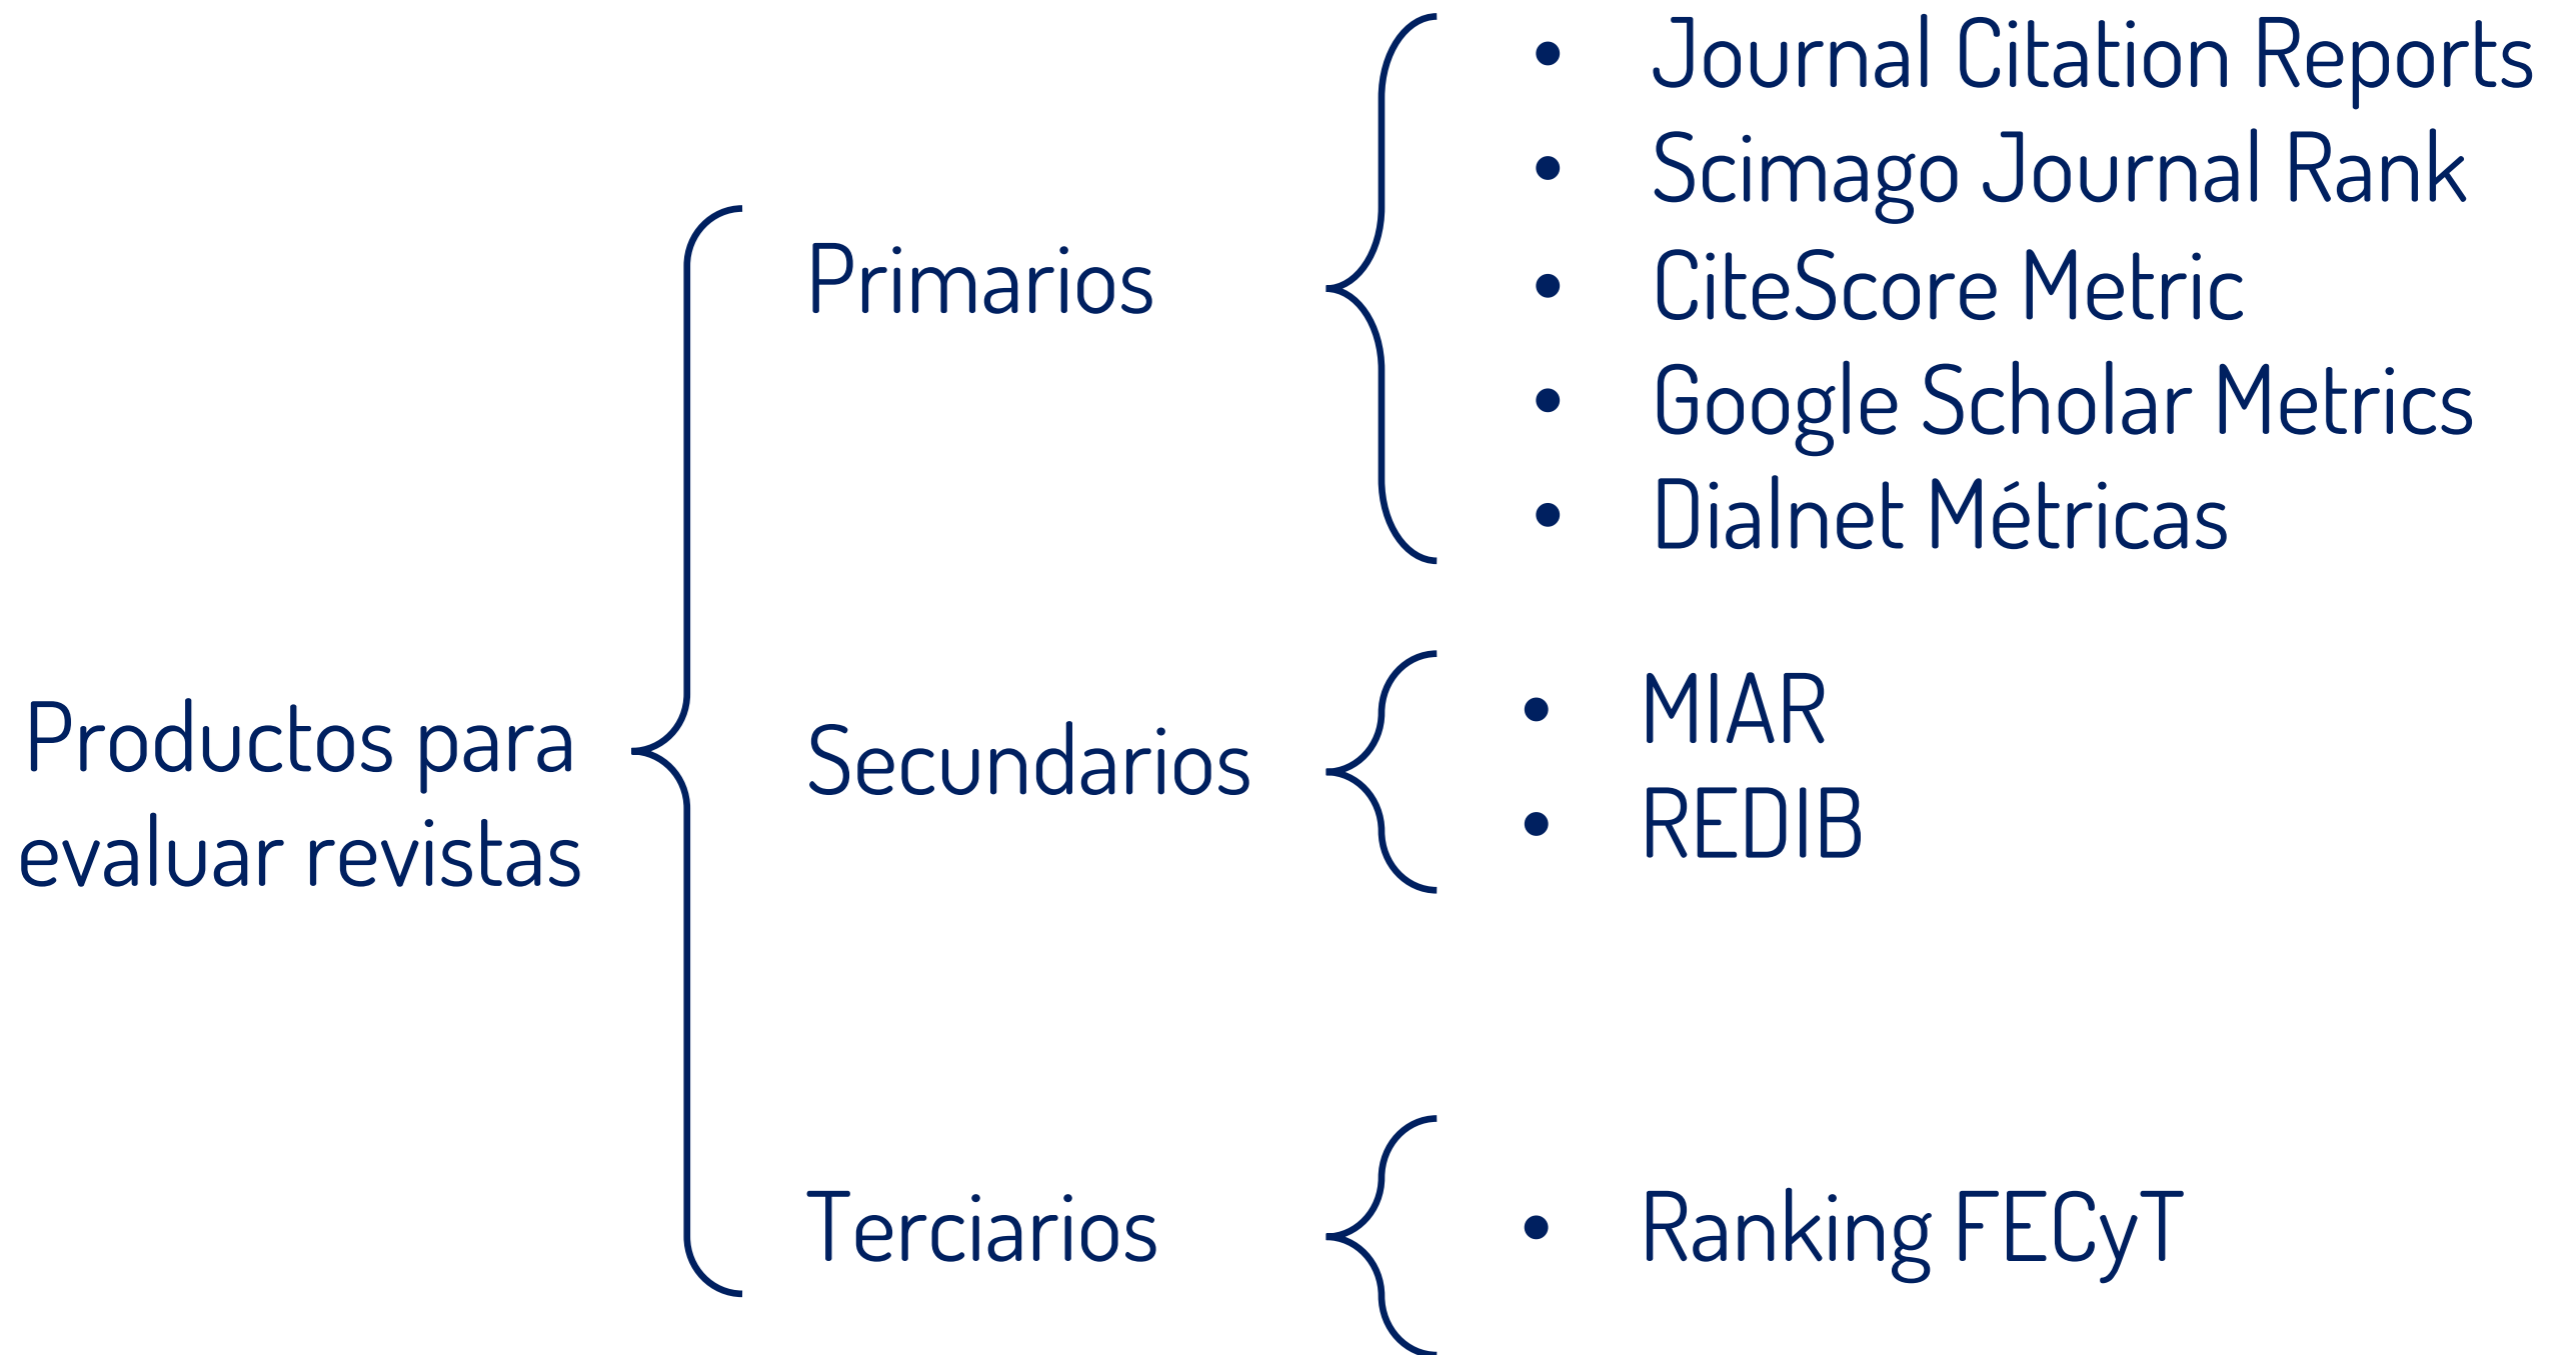 Productos para
evaluar revistas
Primarios
• Journal Citation Reports
• Scimago Journal Rank
• CiteScore Metric
• Google Scholar Metrics
• Dialnet Métricas
Secundarios
• MIAR
• REDIB
Terciarios
• Ranking FECyT